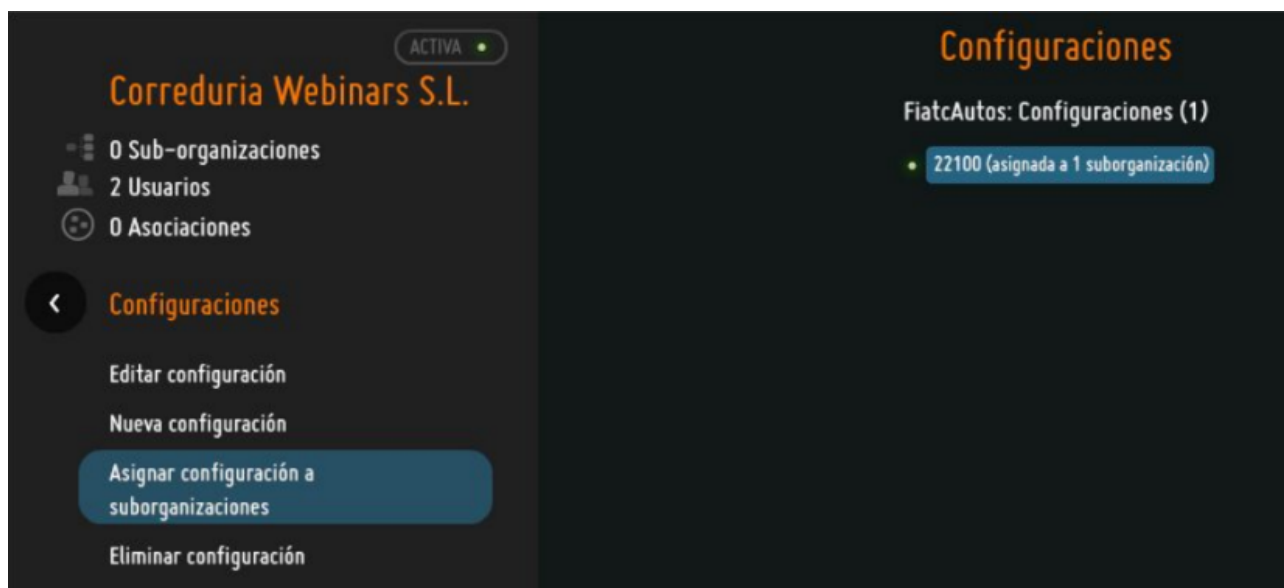 ACTIVA
Correduria Webinars S.L.
0 Sub-organizaciones
2 Usuarios
0 Asociaciones
Configuraciones
Editar configuración
Nueva configuración
Asignar configuración a
suborganizaciones
Eliminar configuración
Configuraciones
FiatcAutos: Configuraciones (1)
22100 (asignada a 1 suborganización)